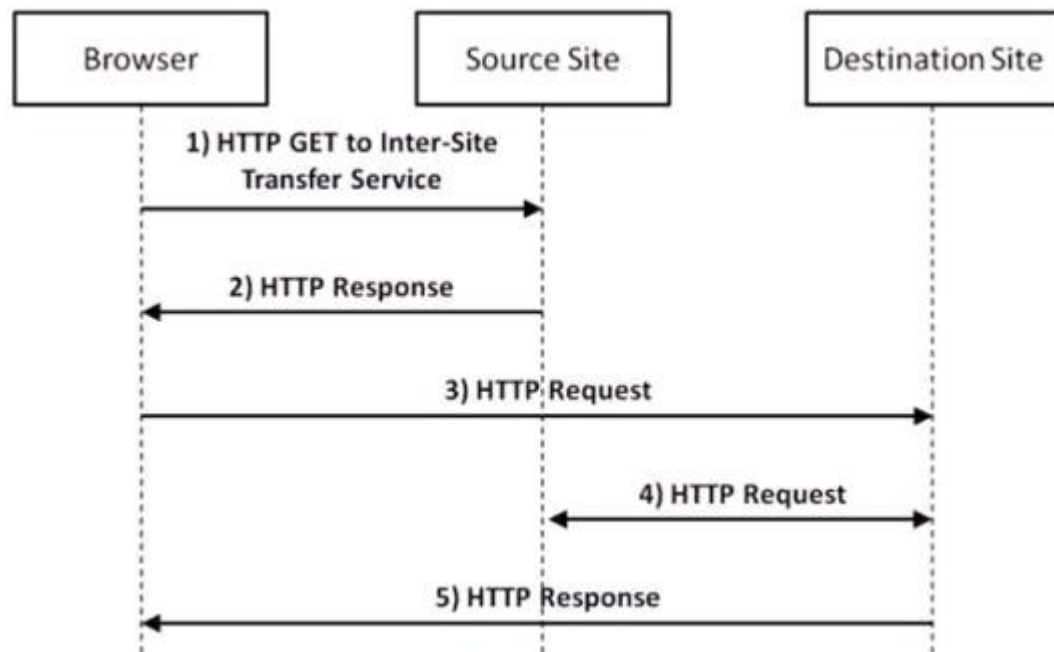 Browser
Source Site
Destination Site
1) HTTP GET to Inter-Site
Transfer Service
2) HTTP Response
3) HTTP Request
4) HTTP Request
5) HTTP Response